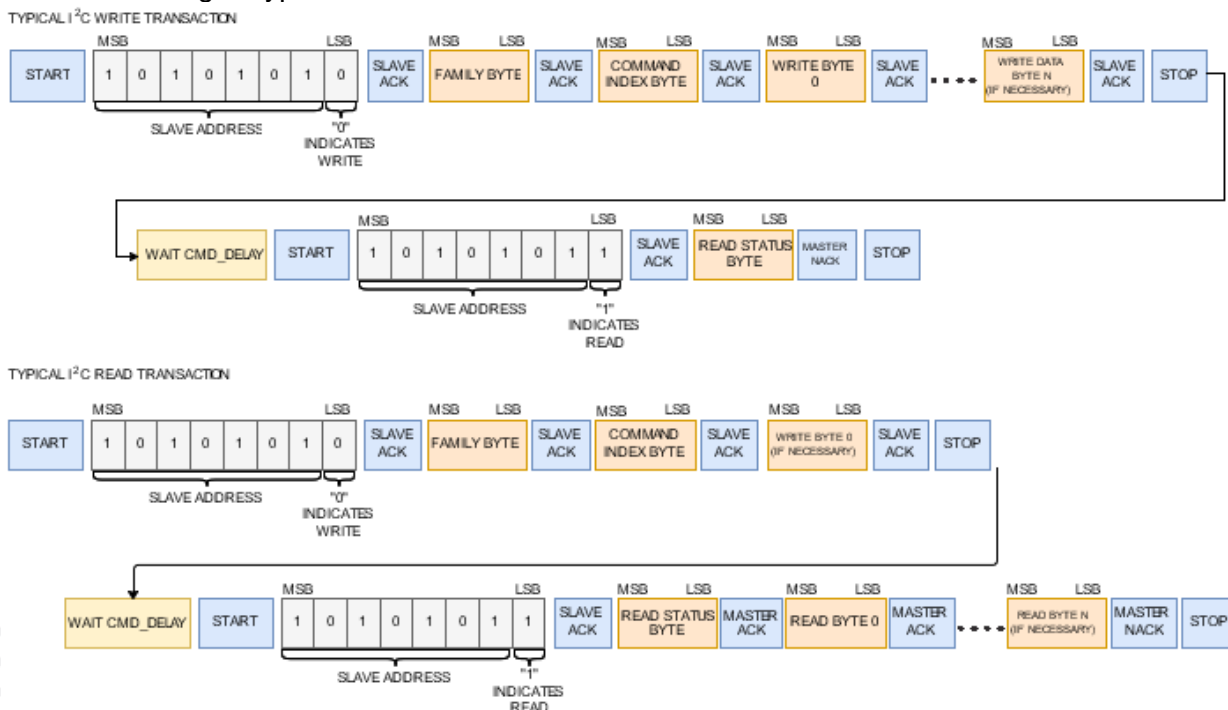 TYPICAL I²C WRITE TRANSACTION
MSB LSB MSB LSB MSB LSB MSB LSB MSB LSB
START 1 0 1 0 1 0 1 0 SLAVE ACK FAMILY BYTE SLAVE ACK COMMAND INDEX BYTE SLAVE ACK WRITE BYTE 0 SLAVE ACK WRITE DATA BYTE N (IF NECESSARY) SLAVE ACK STOP
SLAVE ADDRESS "0" INDICATES WRITE
MSB LSB MSB LSB
WAIT CMD_DELAY START 1 0 1 0 1 0 1 1 SLAVE ACK READ STATUS BYTE MASTER NACK STOP
SLAVE ADDRESS "1" INDICATES READ
TYPICAL I²C READ TRANSACTION
MSB LSB MSB LSB MSB LSB MSB LSB
START 1 0 1 0 1 0 1 0 SLAVE ACK FAMILY BYTE SLAVE ACK COMMAND INDEX BYTE SLAVE ACK WRITE BYTE 0 (IF NECESSARY) SLAVE ACK STOP
SLAVE ADDRESS "0" INDICATES WRITE
MSB LSB MSB LSB MSB LSB MSB LSB
WAIT CMD_DELAY START 1 0 1 0 1 0 1 1 SLAVE ACK READ STATUS BYTE MASTER ACK READ BYTE 0 MASTER ACK READ BYTE N (IF NECESSARY) MASTER NACK STOP
SLAVE ADDRESS "1" INDICATES READ